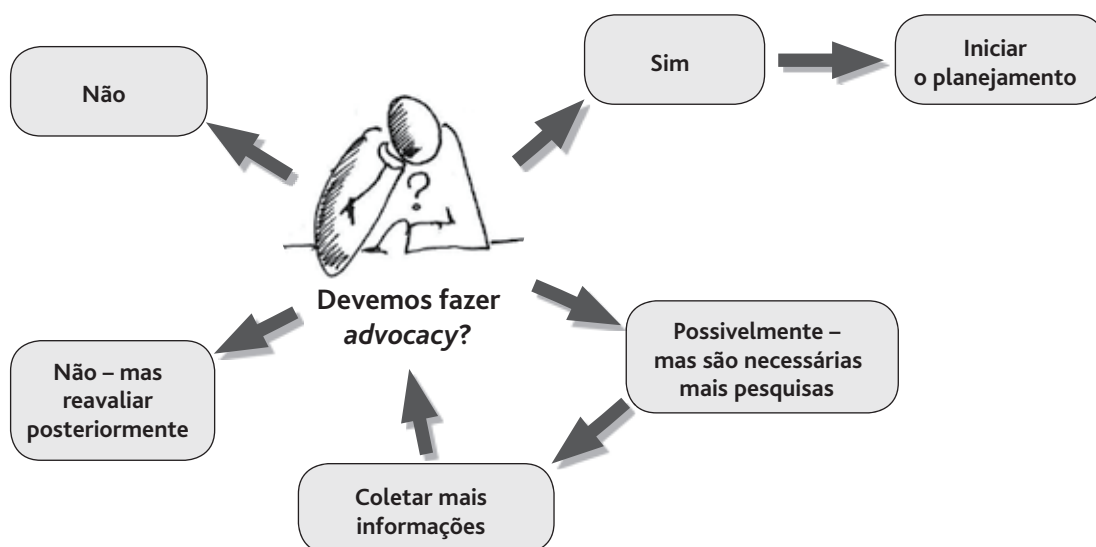 Não
Sim
Iniciar
o planejamento
?
Devemos fazer
advocacy?
Não – mas
reavaliar
posteriormente
Possivelmente –
mas são necessárias
mais pesquisas
Coletar mais
informações